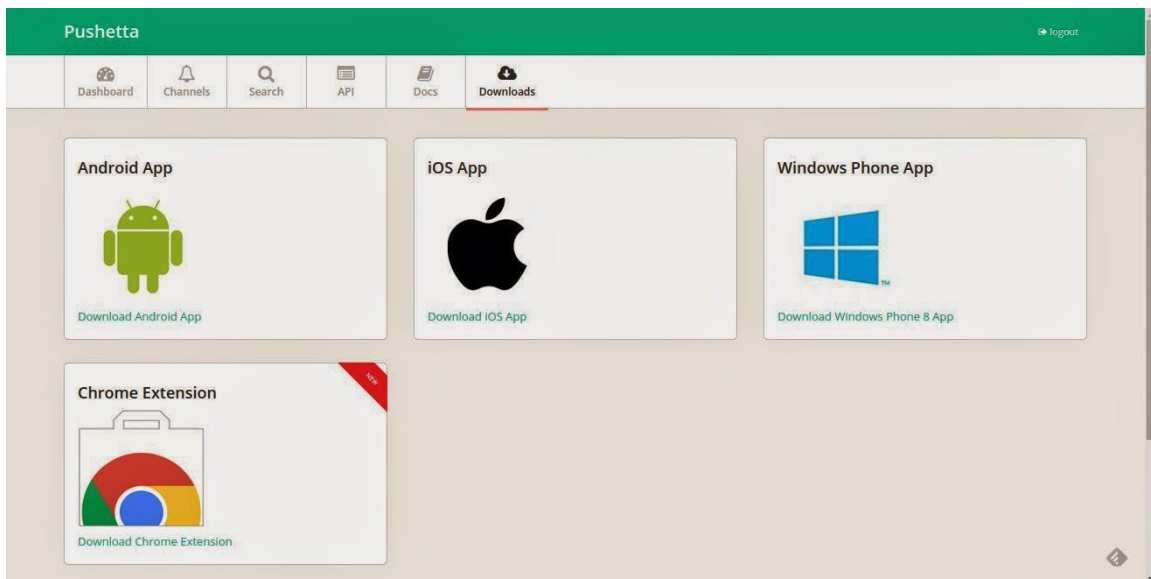 Pushetta
logout
Dashboard
Channels
Search
API
Docs
Downloads
Android App
Download Android App
iOS App
Download iOS App
Windows Phone App
TM
Download Windows Phone 8 App
Chrome Extension
NEW
Download Chrome Extension